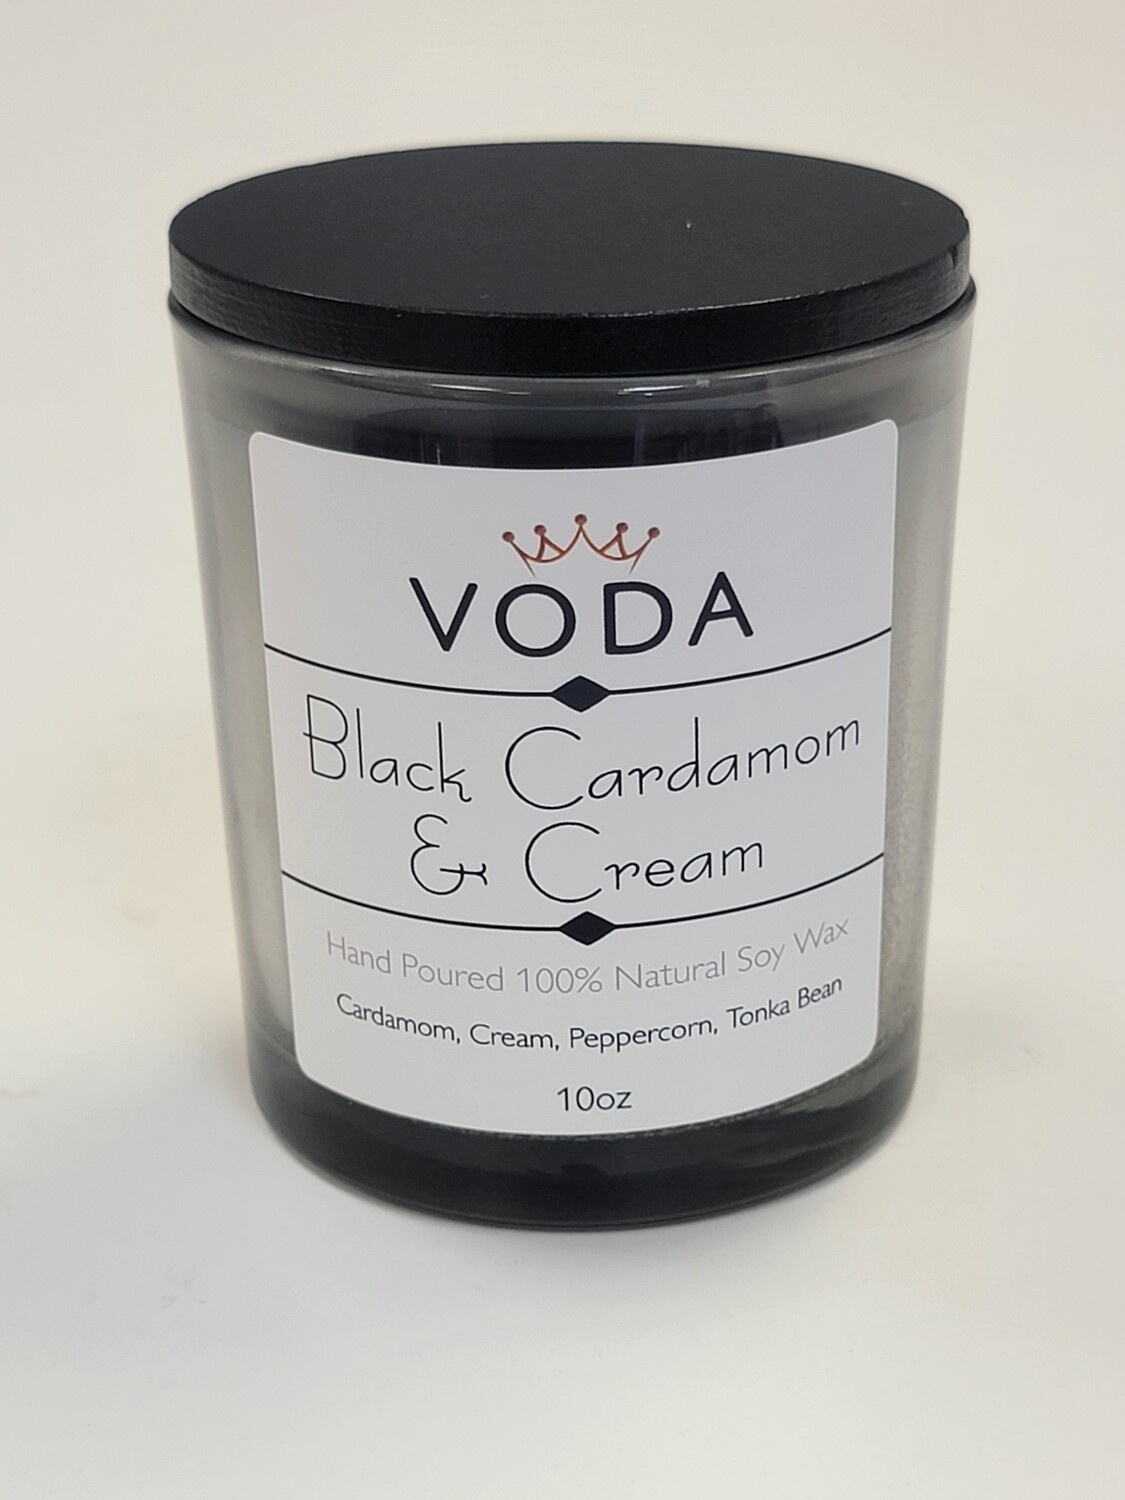 VODA
Black Cardamom
& Cream
Hand Poured 100% Natural Soy Wax
Cardamom, Cream, Peppercorn, Tonka Bean
10oz